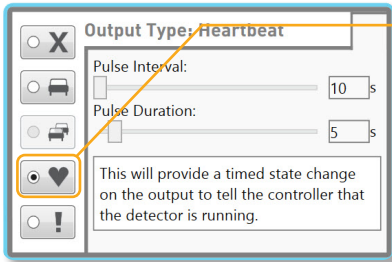 Output Type: Heartbeat
Pulse Interval:
10 s
Pulse Duration:
5 s
This will provide a timed state change
on the output to tell the controller that
the detector is running.